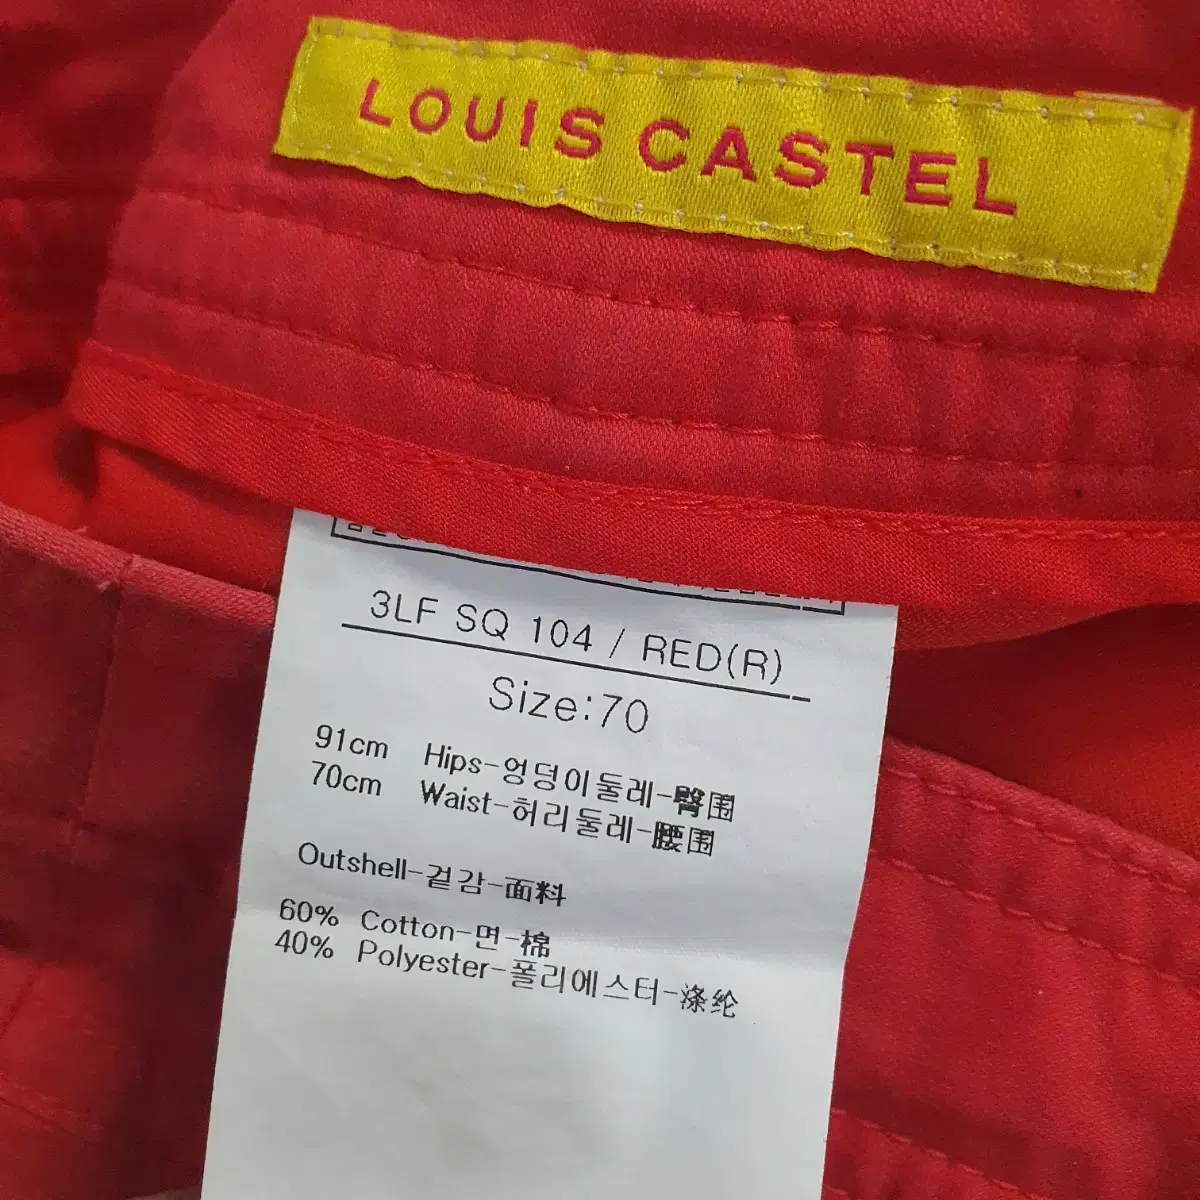 LOUIS CASTEL
3LF SQ 104 / RED(R)
Size:70
91cm Hips-엉덩이둘레-臀围
70cm Waist-허리둘레-腰围
Outshell-겉감-面料
60% Cotton-면-棉
40% Polyester-폴리에스터-涤纶